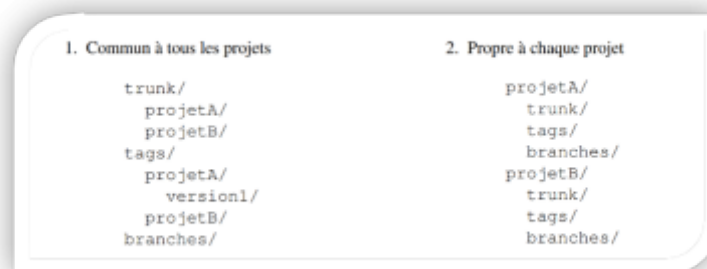 1. Commun à tous les projets
trunk/
projetA/
projetB/
tags/
projetA/
version1/
projetB/
branches/
2. Propre à chaque projet
projetA/
trunk/
tags/
branches/
projetB/
trunk/
tags/
branches/